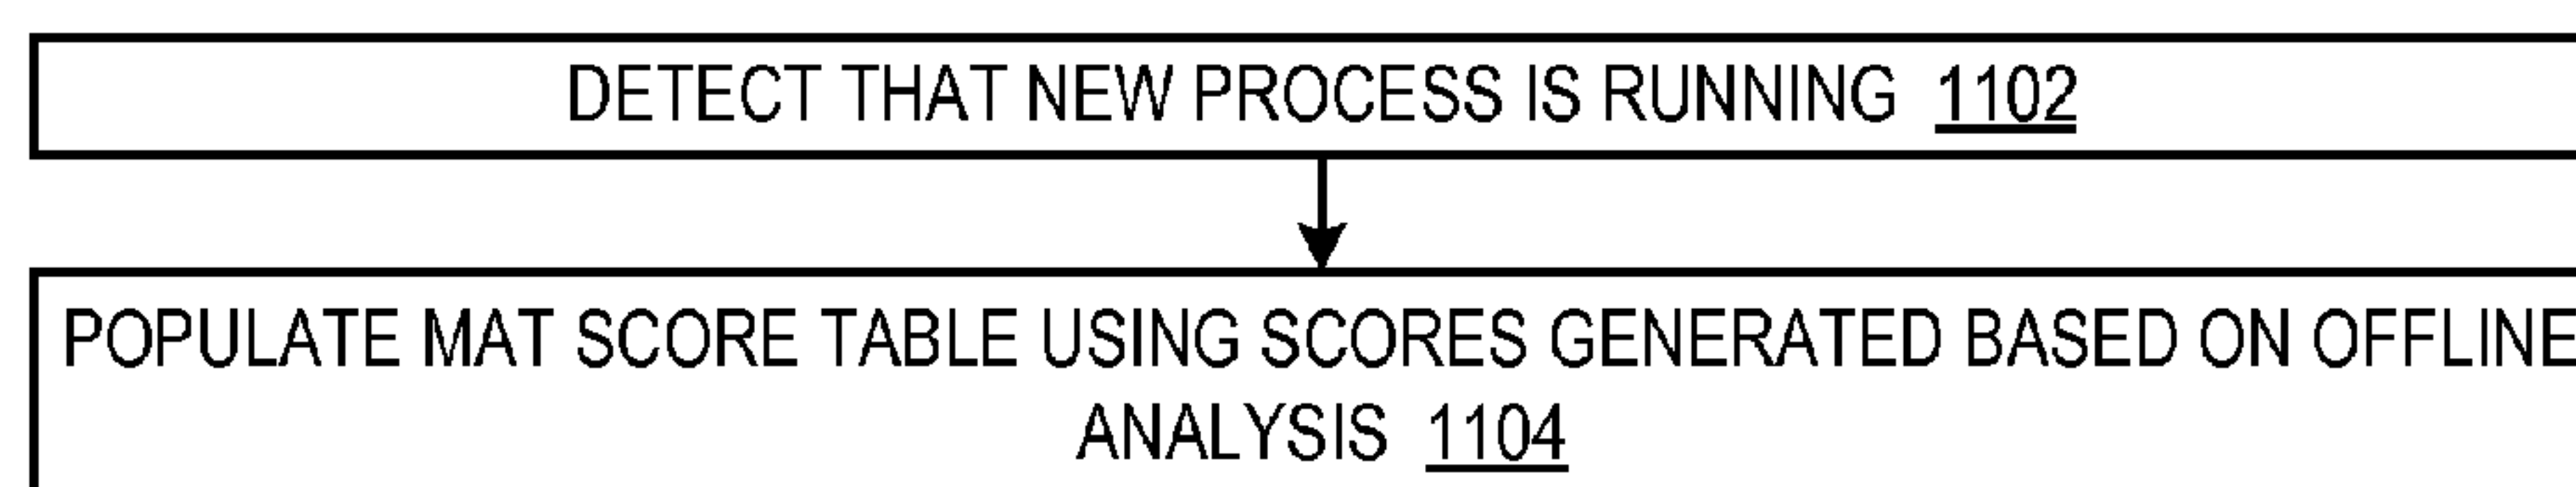 DETECT THAT NEW PROCESS IS RUNNING 1102
POPULATE MAT SCORE TABLE USING SCORES GENERATED BASED ON OFFLINE
ANALYSIS 1104